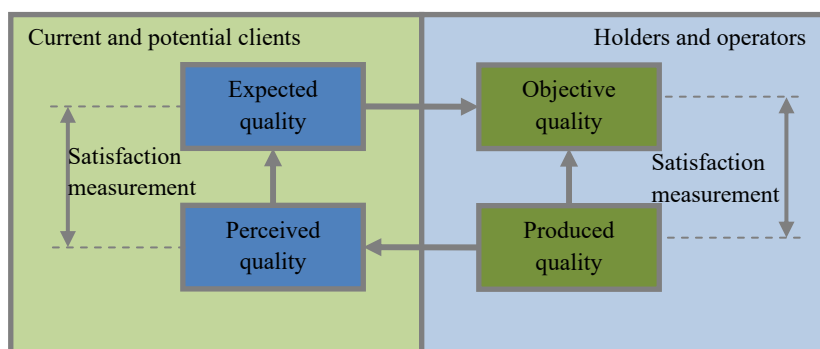 Current and potential clients
Holders and operators
Expected
quality
Objective
quality
Satisfaction
measurement
Satisfaction
measurement
Perceived
quality
Produced
quality